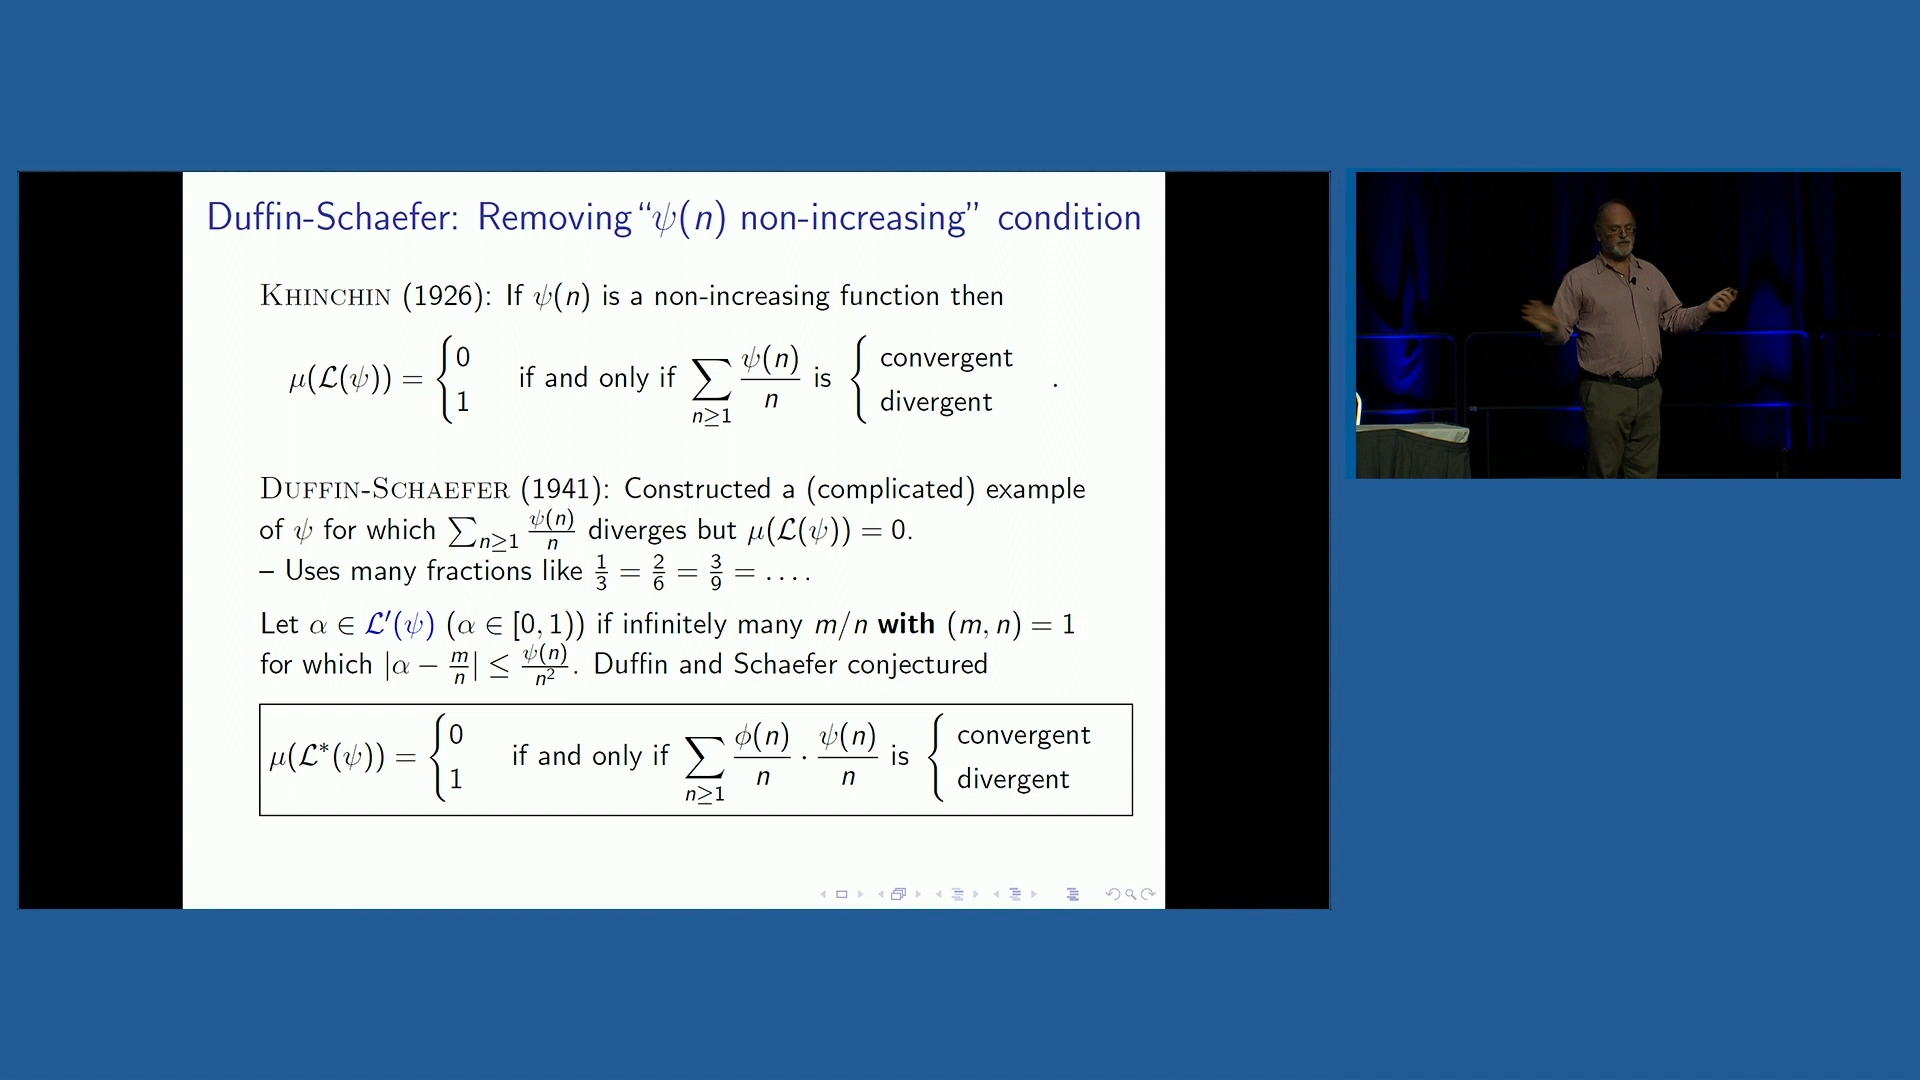 Duffin-Schaefer: Removing “ψ(n) non-increasing” condition
KHINCHIN (1926): If ψ(n) is a non-increasing function then
μ(ℒ(ψ)) = { 0 1 if and only if ∑_{n≥1} ψ(n)/n is { convergent divergent .
DUFFIN-SCHAEFER (1941): Constructed a (complicated) example
of ψ for which ∑_{n≥1} ψ(n)/n diverges but μ(ℒ(ψ)) = 0.
– Uses many fractions like 1/3 = 2/6 = 3/9 = ....
Let α ∈ ℒ′(ψ) (α ∈ [0, 1)) if infinitely many m/n with (m, n) = 1
for which |α − m/n| ≤ ψ(n)/n². Duffin and Schaefer conjectured
μ(ℒ*(ψ)) = { 0 1 if and only if ∑_{n≥1} ϕ(n)/n · ψ(n)/n is { convergent divergent